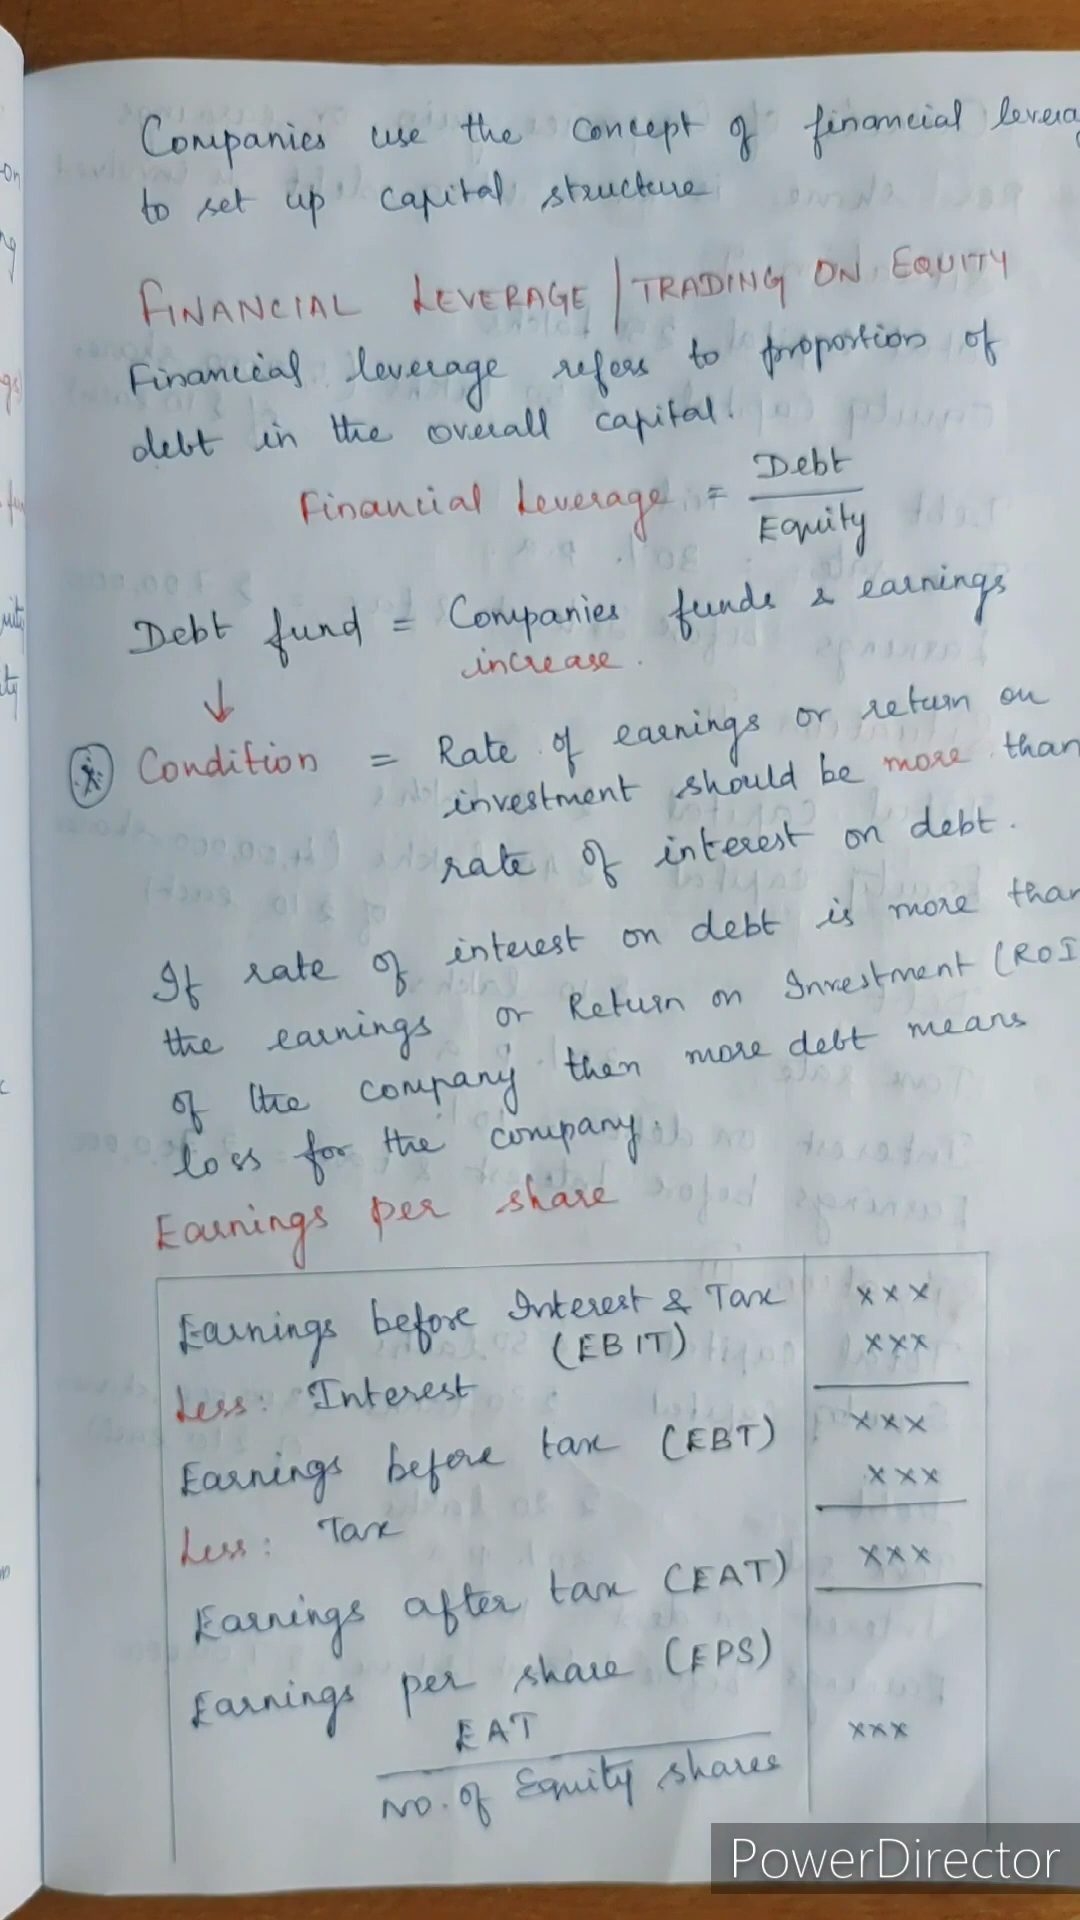 Companies use the concept of financial levera
to set up capital structure
FINANCIAL LEVERAGE / TRADING ON EQUITY
Financial leverage refers to proportion of
debt in the overall capital.
Financial Leverage = Debt
Equity
Debt fund = Companies funds & earnings
increase.
* Condition = Rate of earnings or return on
investment should be more than
rate of interest on debt.
If rate of interest on debt is more than
the earnings or Return on Investment (ROI
of the company then more debt means
loss for the company.
Earnings per share
Earnings before Interest & Tax xxx
(EBIT)
Less: Interest xxx
Earnings before tax (EBT) xxx
Less: Tax xxx
Earnings after tax (EAT) xxx
Earnings per share (EPS)
EAT xxx
No. of Equity shares
PowerDirector